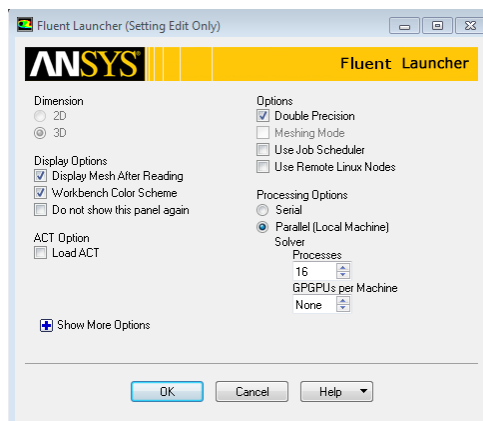 Fluent Launcher (Setting Edit Only)
ANSYS
Fluent Launcher
Dimension
2D
3D
Display Options
Display Mesh After Reading
Workbench Color Scheme
Do not show this panel again
ACT Option
Load ACT
Show More Options
Options
Double Precision
Meshing Mode
Use Job Scheduler
Use Remote Linux Nodes
Processing Options
Serial
Parallel (Local Machine)
Solver
Processes
16
GPGPUs per Machine
None
OK
Cancel
Help